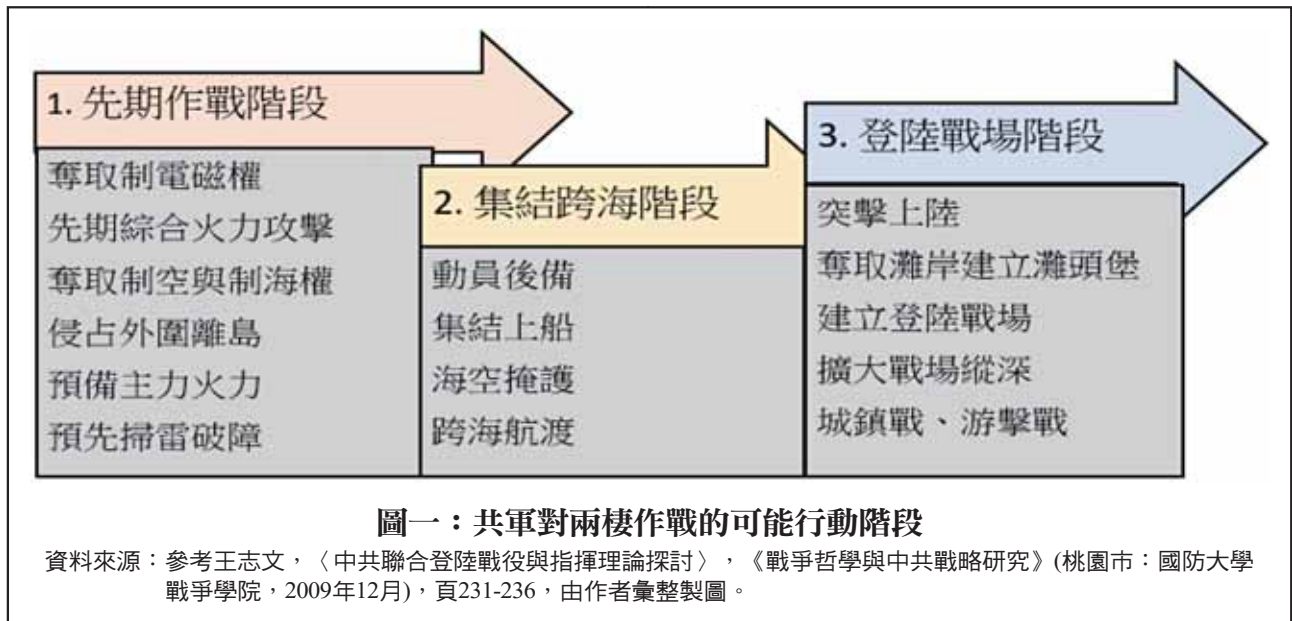 1. 先期作戰階段
奪取制電磁權
先期綜合火力攻擊
奪取制空與制海權
侵占外圍離島
預備主力火力
預先掃雷破障
2. 集結跨海階段
動員後備
集結上船
海空掩護
跨海航渡
3. 登陸戰場階段
突擊上陸
奪取灘岸建立灘頭堡
建立登陸戰場
擴大戰場縱深
城鎮戰、游擊戰
圖一：共軍對兩棲作戰的可能行動階段
資料來源：參考王志文，〈中共聯合登陸戰役與指揮理論探討〉，《戰爭哲學與中共戰略研究》(桃園市：國防大學
戰爭學院，2009年12月)，頁231-236，由作者彙整製圖。